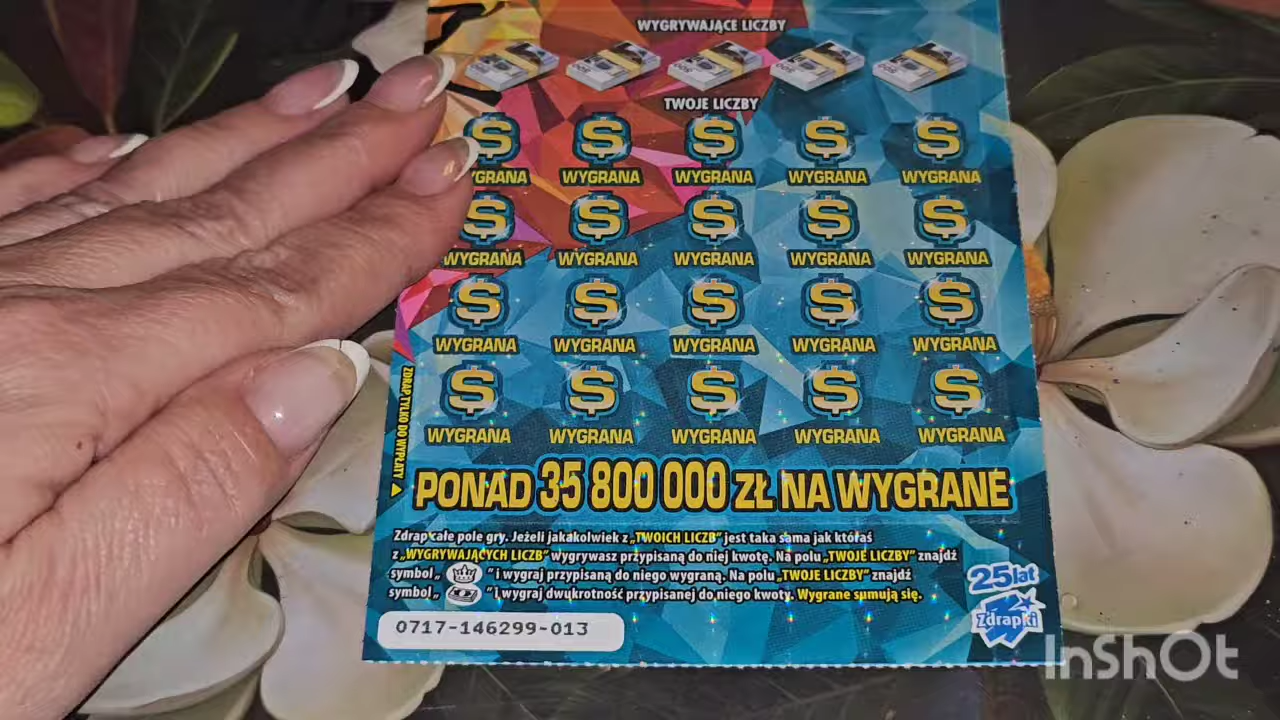 WYGRYWAJĄCE LICZBY
TWOJE LICZBY
WYGRANA WYGRANA WYGRANA WYGRANA WYGRANA
WYGRANA WYGRANA WYGRANA WYGRANA WYGRANA
WYGRANA WYGRANA WYGRANA WYGRANA WYGRANA
WYGRANA WYGRANA WYGRANA WYGRANA WYGRANA
ZDRAP TYLKO DO WYPŁATY
PONAD 35 800 000 ZŁ NA WYGRANE
Zdrap całe pole gry. Jeżeli jakakolwiek z „TWOICH LICZB" jest taka sama jak któraś
z „WYGRYWAJĄCYCH LICZB" wygrywasz przypisaną do niej kwotę. Na polu „TWOJE LICZBY" znajdź
symbol „ " i wygraj przypisaną do niego wygraną. Na polu „TWOJE LICZBY" znajdź
symbol „ " i wygraj dwukrotność przypisanej do niego kwoty. Wygrane sumują się.
25 lat
Zdrapki
0717-146299-013
InShOt